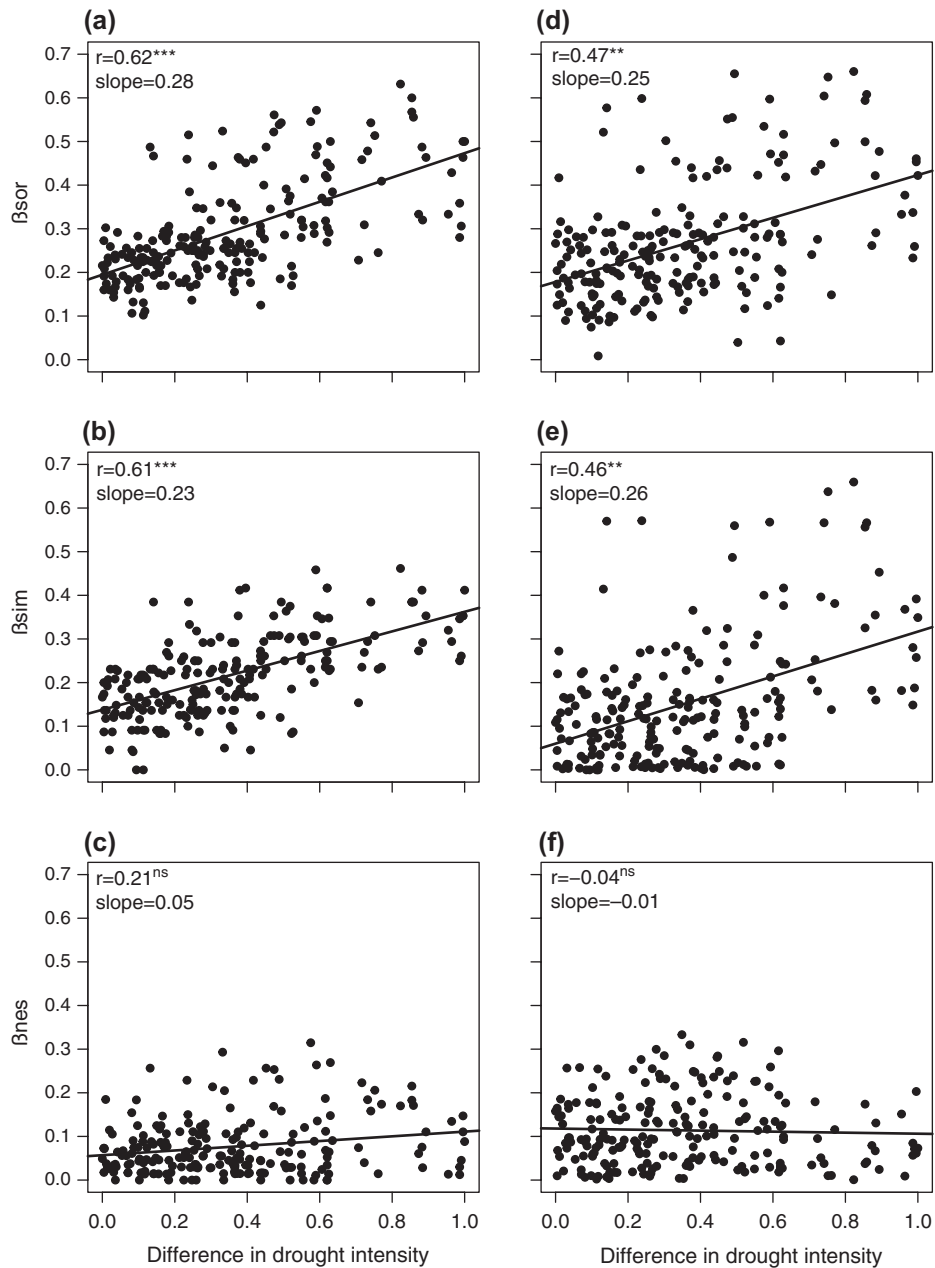 (a)
r=0.62***
slope=0.28
0.7
0.6
0.5
0.4
0.3
0.2
0.1
0.0
βsor
(d)
r=0.47**
slope=0.25
(b)
r=0.61***
slope=0.23
0.7
0.6
0.5
0.4
0.3
0.2
0.1
0.0
βsim
(e)
r=0.46**
slope=0.26
(c)
r=0.21ns
slope=0.05
0.7
0.6
0.5
0.4
0.3
0.2
0.1
0.0
βnes
0.0 0.2 0.4 0.6 0.8 1.0
Difference in drought intensity
(f)
r=−0.04ns
slope=−0.01
0.0 0.2 0.4 0.6 0.8 1.0
Difference in drought intensity